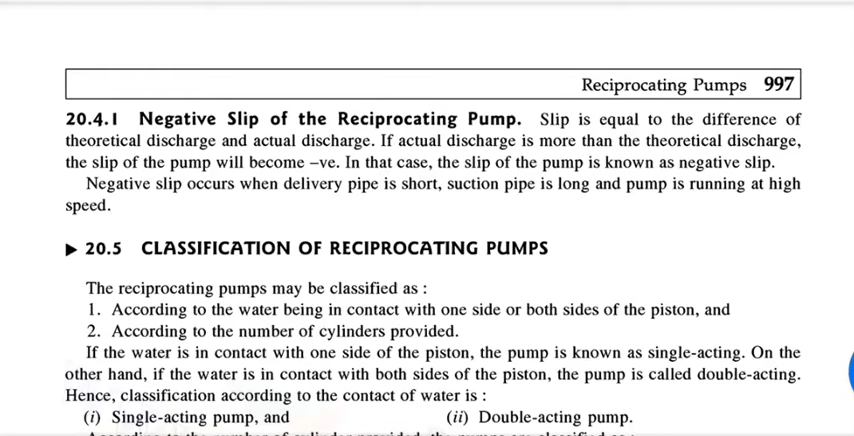 Reciprocating Pumps 997
20.4.1 Negative Slip of the Reciprocating Pump. Slip is equal to the difference of
theoretical discharge and actual discharge. If actual discharge is more than the theoretical discharge,
the slip of the pump will become –ve. In that case, the slip of the pump is known as negative slip.
Negative slip occurs when delivery pipe is short, suction pipe is long and pump is running at high
speed.
▶ 20.5 CLASSIFICATION OF RECIPROCATING PUMPS
The reciprocating pumps may be classified as :
1. According to the water being in contact with one side or both sides of the piston, and
2. According to the number of cylinders provided.
If the water is in contact with one side of the piston, the pump is known as single-acting. On the
other hand, if the water is in contact with both sides of the piston, the pump is called double-acting.
Hence, classification according to the contact of water is :
(i) Single-acting pump, and (ii) Double-acting pump.